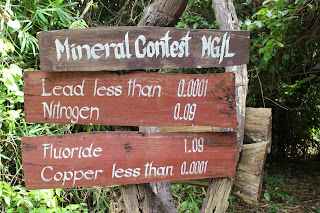 Mineral Contest MG/L
Lead less than 0.0001
Nitrogen 0.09
Fluoride 1.09
Copper less than 0.0001